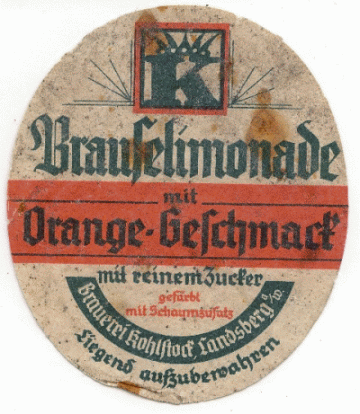 K
Brauselimonade
mit
Orange-Geschmack
mit reinem Zucker
gefärbt
mit Schaumzusatz
Brauerei Kohlstock Landsberg a/W.
Liegend aufzubewahren